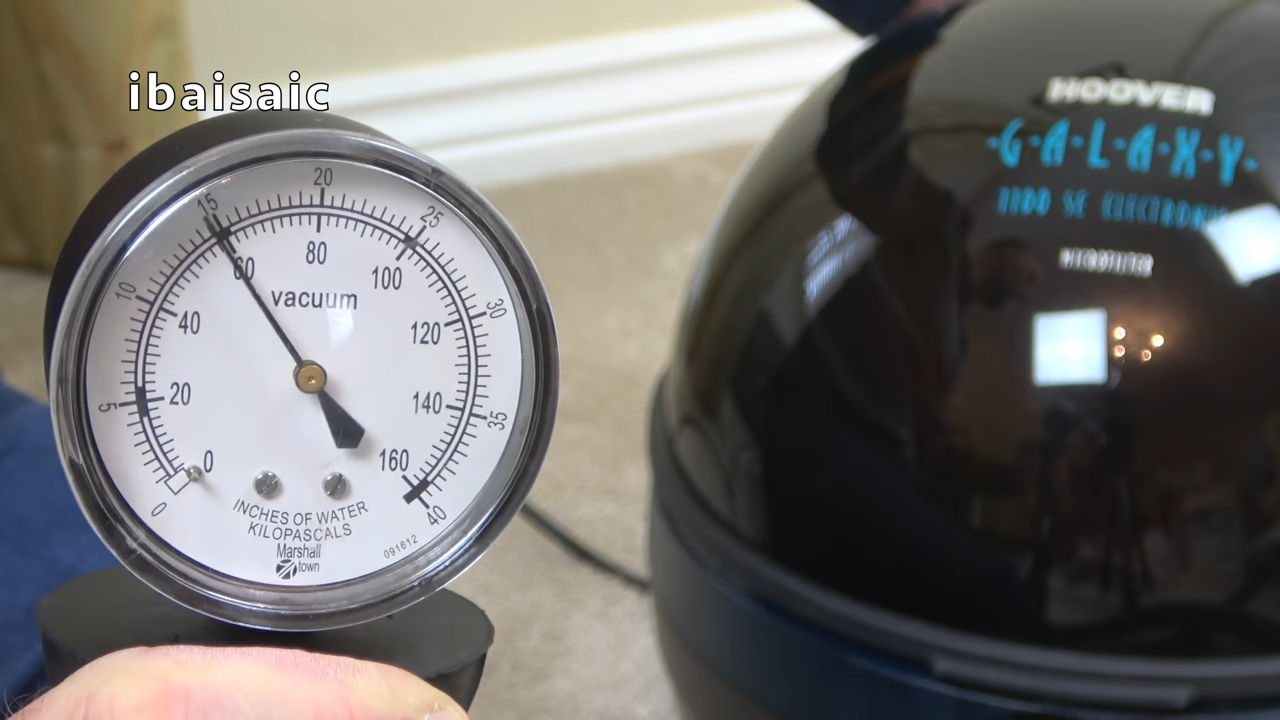 ibaisaic
HOOVER
·G·A·L·A·X·Y·
1100 SE ELECTRONIC
MICROFILTER
0 5 10 15 20 25 30 35 40
0 20 40 60 80 100 120 140 160
vacuum
INCHES OF WATER
KILOPASCALS
Marshall
town
091612